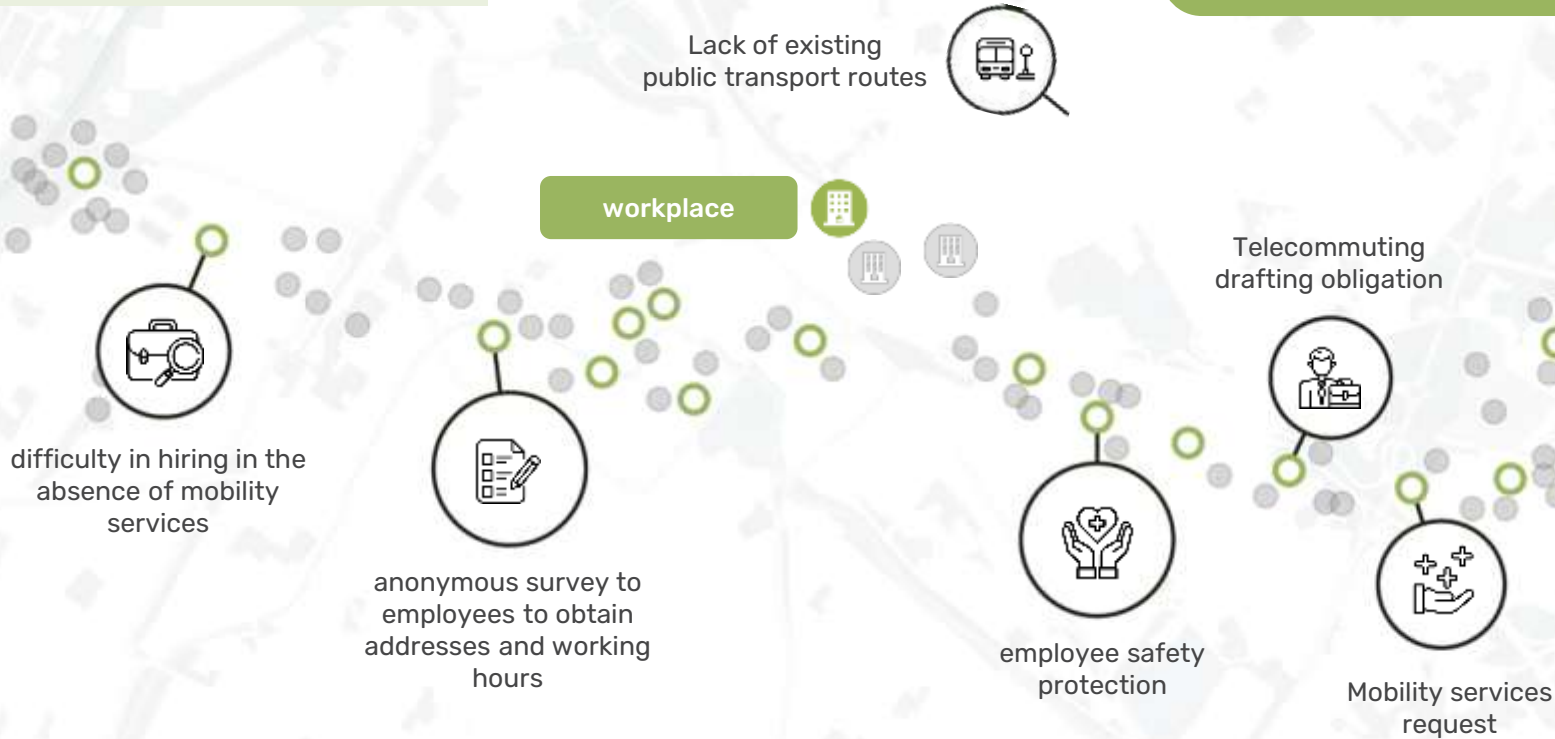 Lack of existing
public transport routes
workplace
Telecommuting
drafting obligation
difficulty in hiring in the
absence of mobility
services
anonymous survey to
employees to obtain
addresses and working
hours
employee safety
protection
Mobility services
request